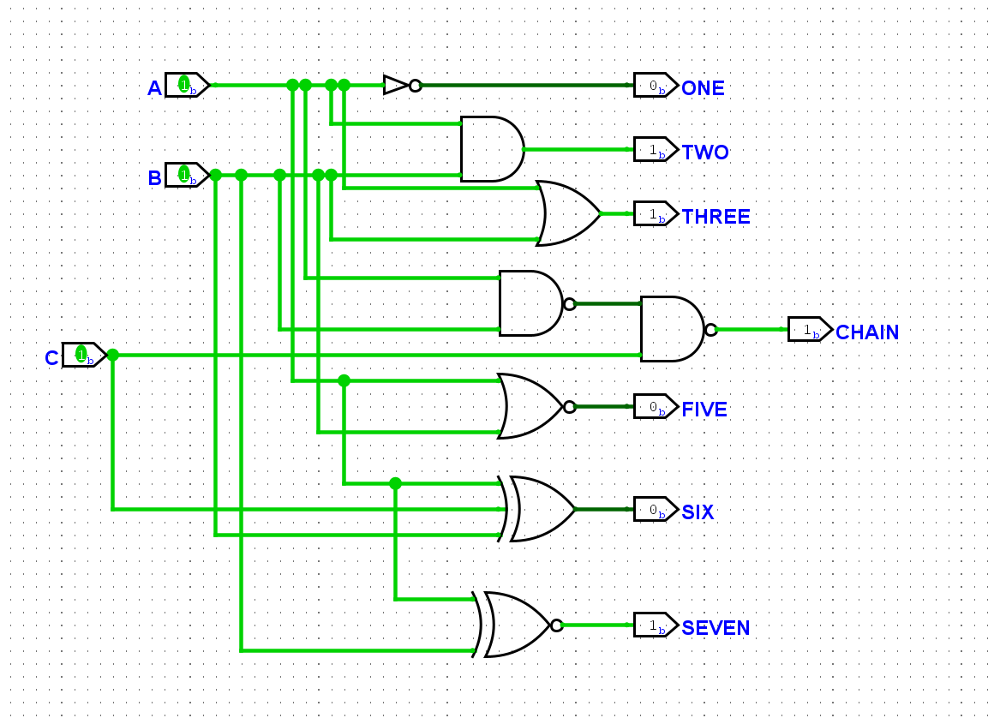 A 1b 0b ONE
1b TWO
B 1b
1b THREE
1b CHAIN
C 1b
0b FIVE
0b SIX
1b SEVEN